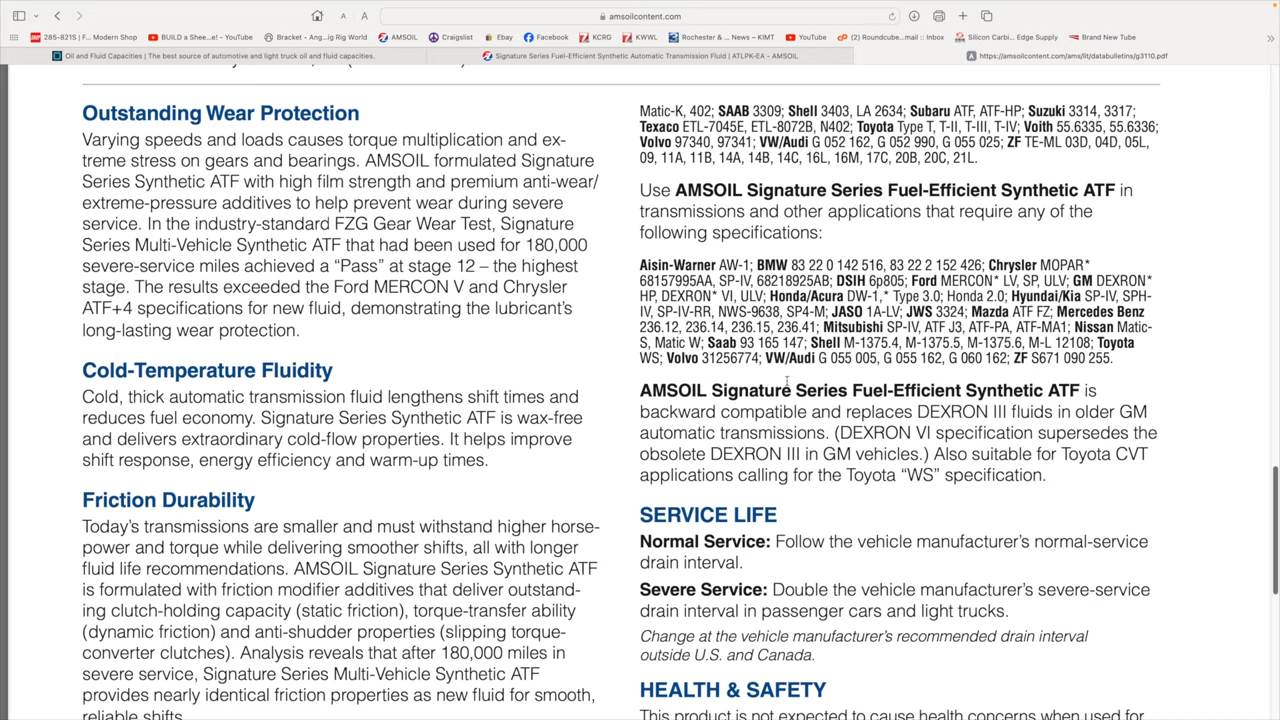 A
A
amsoilcontent.com
285-821S | F... Modern Shop
BUILD a Shee...! - YouTube
Bracket - Ang...ig Rig World
AMSOIL
Craigslist
Ebay
Facebook
KCRG
KWWL
Rochester & ... News – KIMT
YouTube
(2) Roundcube...mail :: Inbox
Silicon Carbi... Edge Supply
Brand New Tube
Oil and Fluid Capacities | The best source of automotive and light truck oil and fluid capacities.
Signature Series Fuel-Efficient Synthetic Automatic Transmission Fluid | ATLPK-EA – AMSOIL
https://amsoilcontent.com/ams/lit/databulletins/g3110.pdf
Outstanding Wear Protection
Varying speeds and loads causes torque multiplication and ex-
treme stress on gears and bearings. AMSOIL formulated Signature
Series Synthetic ATF with high film strength and premium anti-wear/
extreme-pressure additives to help prevent wear during severe
service. In the industry-standard FZG Gear Wear Test, Signature
Series Multi-Vehicle Synthetic ATF that had been used for 180,000
severe-service miles achieved a “Pass” at stage 12 – the highest
stage. The results exceeded the Ford MERCON V and Chrysler
ATF+4 specifications for new fluid, demonstrating the lubricant’s
long-lasting wear protection.
Cold-Temperature Fluidity
Cold, thick automatic transmission fluid lengthens shift times and
reduces fuel economy. Signature Series Synthetic ATF is wax-free
and delivers extraordinary cold-flow properties. It helps improve
shift response, energy efficiency and warm-up times.
Friction Durability
Today’s transmissions are smaller and must withstand higher horse-
power and torque while delivering smoother shifts, all with longer
fluid life recommendations. AMSOIL Signature Series Synthetic ATF
is formulated with friction modifier additives that deliver outstand-
ing clutch-holding capacity (static friction), torque-transfer ability
(dynamic friction) and anti-shudder properties (slipping torque-
converter clutches). Analysis reveals that after 180,000 miles in
severe service, Signature Series Multi-Vehicle Synthetic ATF
provides nearly identical friction properties as new fluid for smooth,
reliable shifts.
Matic-K, 402; SAAB 3309; Shell 3403, LA 2634; Subaru ATF, ATF-HP; Suzuki 3314, 3317;
Texaco ETL-7045E, ETL-8072B, N402; Toyota Type T, T-II, T-III, T-IV; Voith 55.6335, 55.6336;
Volvo 97340, 97341; VW/Audi G 052 162, G 052 990, G 055 025; ZF TE-ML 03D, 04D, 05L,
09, 11A, 11B, 14A, 14B, 14C, 16L, 16M, 17C, 20B, 20C, 21L.
Use AMSOIL Signature Series Fuel-Efficient Synthetic ATF in
transmissions and other applications that require any of the
following specifications:
Aisin-Warner AW-1; BMW 83 22 0 142 516, 83 22 2 152 426; Chrysler MOPAR*
68157995AA, SP-IV, 68218925AB; DSIH 6p805; Ford MERCON* LV, SP, ULV; GM DEXRON*
HP, DEXRON* VI, ULV; Honda/Acura DW-1,* Type 3.0; Honda 2.0; Hyundai/Kia SP-IV, SPH-
IV, SP-IV-RR, NWS-9638, SP4-M; JASO 1A-LV; JWS 3324; Mazda ATF FZ; Mercedes Benz
236.12, 236.14, 236.15, 236.41; Mitsubishi SP-IV, ATF J3, ATF-PA, ATF-MA1; Nissan Matic-
S, Matic W; Saab 93 165 147; Shell M-1375.4, M-1375.5, M-1375.6, M-L 12108; Toyota
WS; Volvo 31256774; VW/Audi G 055 005, G 055 162, G 060 162; ZF S671 090 255.
AMSOIL Signature Series Fuel-Efficient Synthetic ATF is
backward compatible and replaces DEXRON III fluids in older GM
automatic transmissions. (DEXRON VI specification supersedes the
obsolete DEXRON III in GM vehicles.) Also suitable for Toyota CVT
applications calling for the Toyota “WS” specification.
SERVICE LIFE
Normal Service: Follow the vehicle manufacturer’s normal-service
drain interval.
Severe Service: Double the vehicle manufacturer’s severe-service
drain interval in passenger cars and light trucks.
Change at the vehicle manufacturer’s recommended drain interval
outside U.S. and Canada.
HEALTH & SAFETY
This product is not expected to cause health concerns when used for